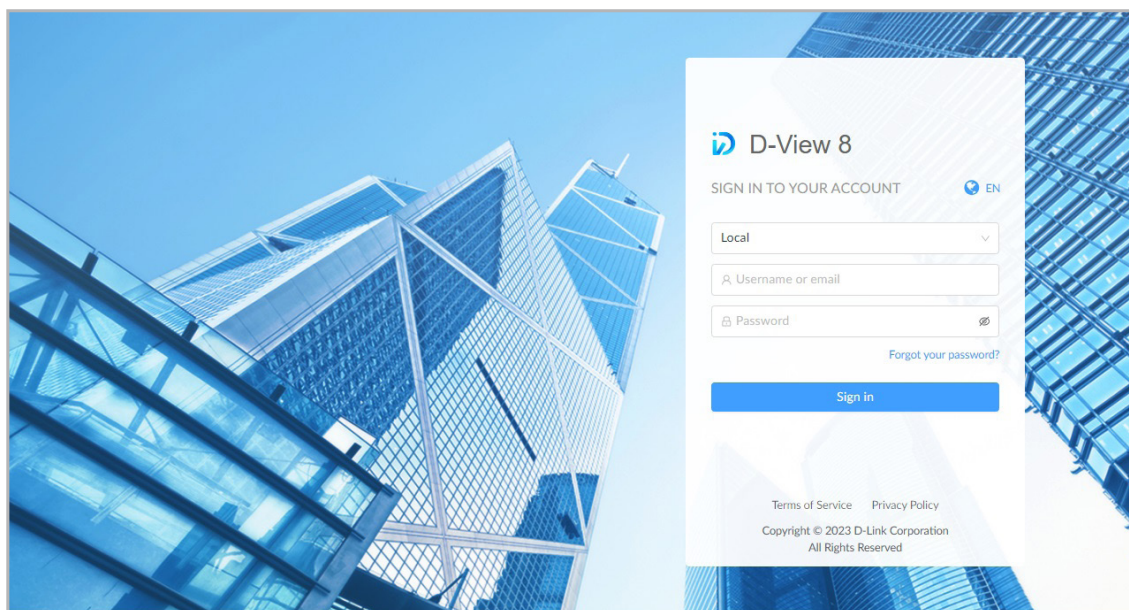 D-View 8
SIGN IN TO YOUR ACCOUNT EN
Local
Username or email
Password
Forgot your password?
Sign in
Terms of Service Privacy Policy
Copyright © 2023 D-Link Corporation
All Rights Reserved